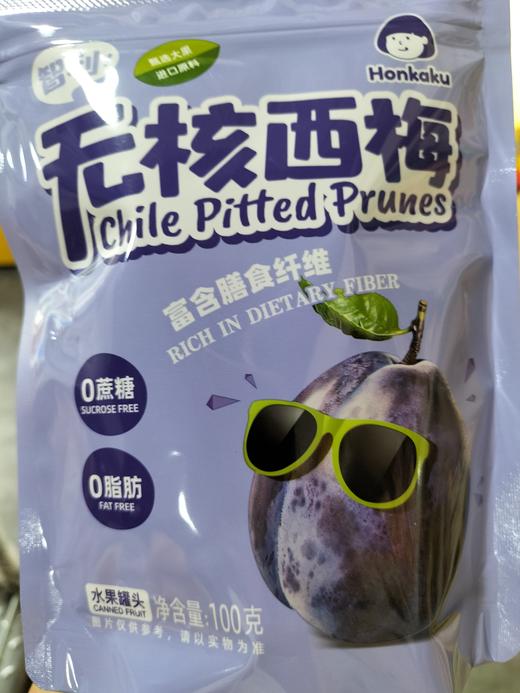 甄选大果
进口原料
Honkaku
智利
无核西梅
Chile Pitted Prunes
富含膳食纤维
RICH IN DIETARY FIBER
0蔗糖
SUCROSE FREE
0脂肪
FAT FREE
水果罐头
CANNED FRUIT
净含量:100克
图片仅供参考，请以实物为准